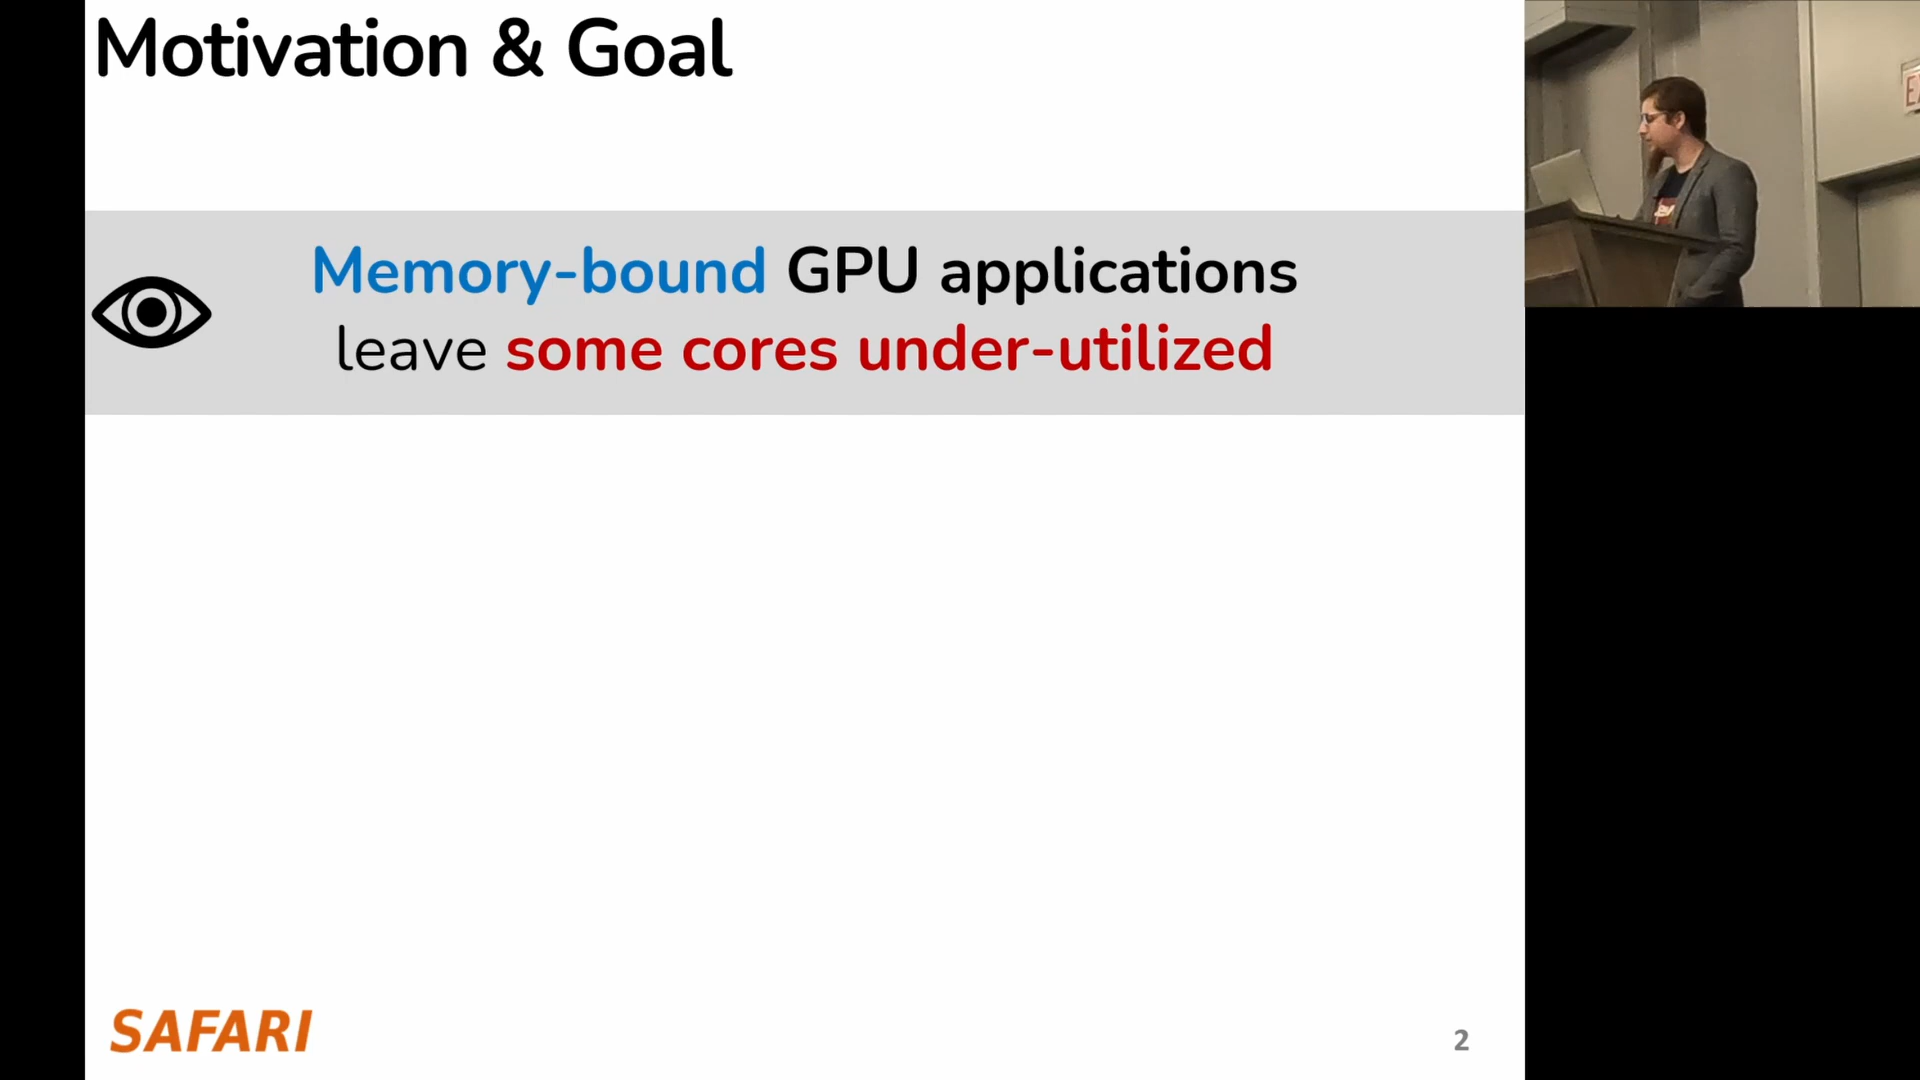 Motivation & Goal
Memory-bound GPU applications
leave some cores under-utilized
SAFARI
2